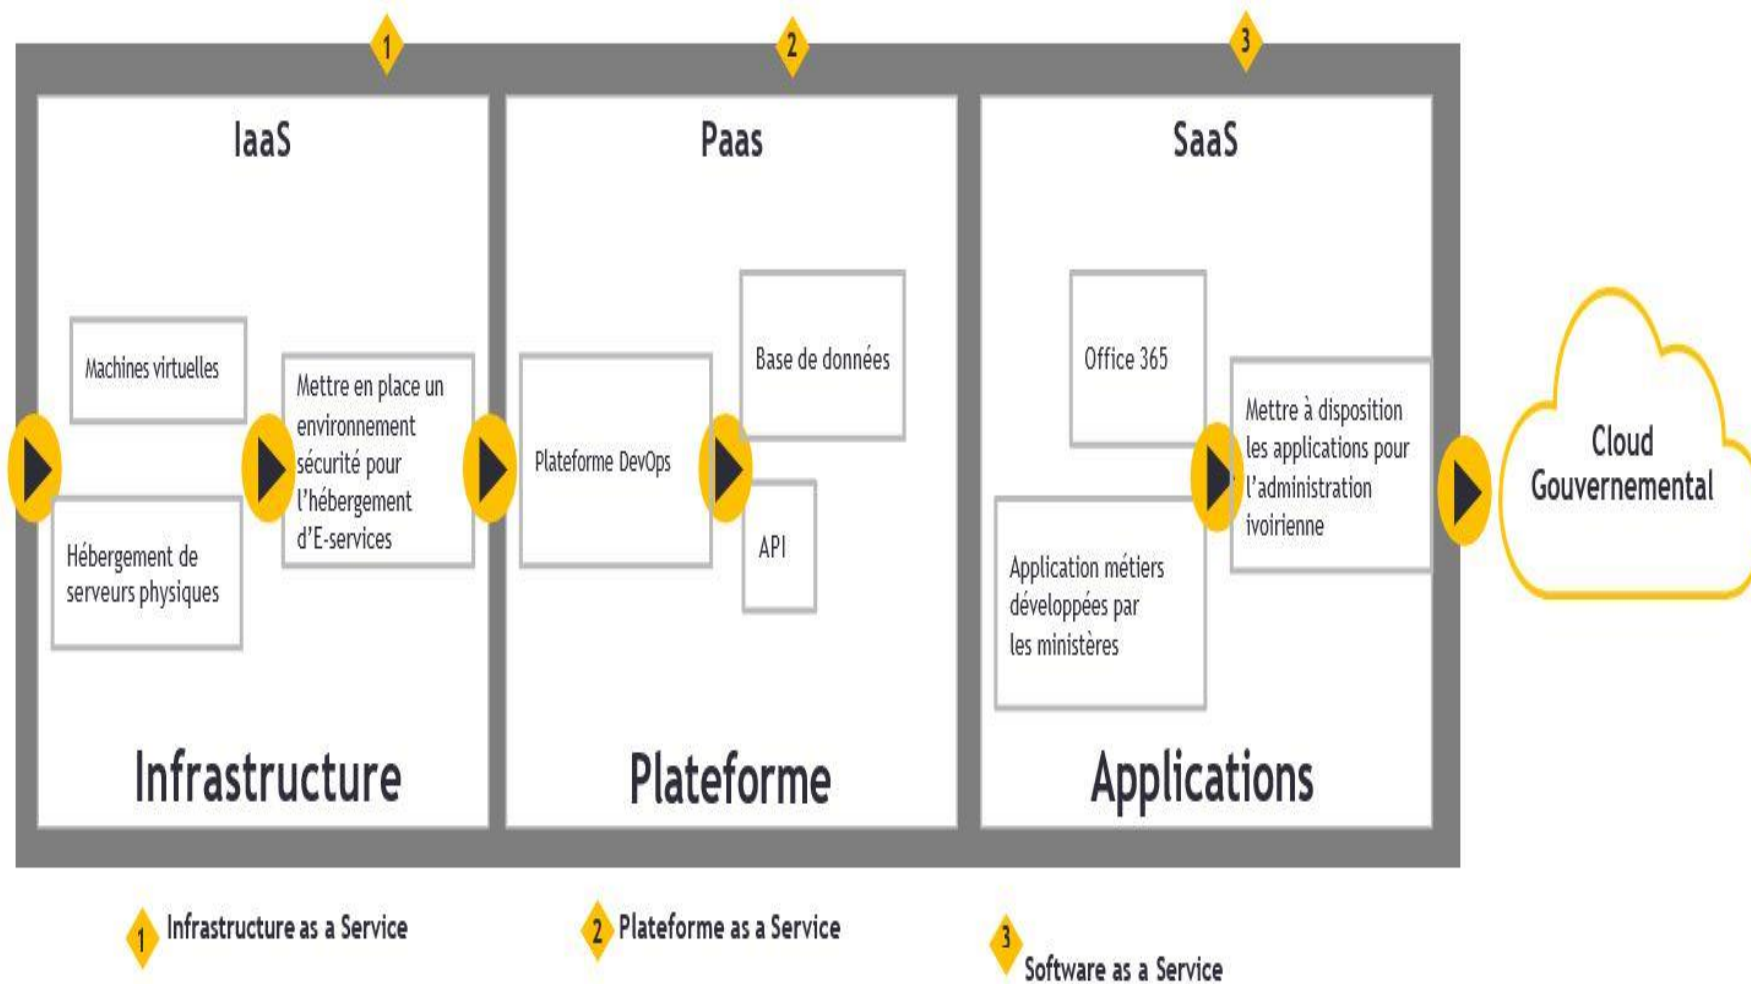 1
2
3
IaaS
Machines virtuelles
Hébergement de
serveurs physiques
Mettre en place un
environnement
sécurité pour
l’hébergement
d’E-services
Infrastructure
Paas
Plateforme DevOps
Base de données
API
Plateforme
SaaS
Office 365
Application métiers
développées par
les ministères
Mettre à disposition
les applications pour
l’administration
ivoirienne
Applications
Cloud
Gouvernemental
1 Infrastructure as a Service
2 Plateforme as a Service
3 Software as a Service